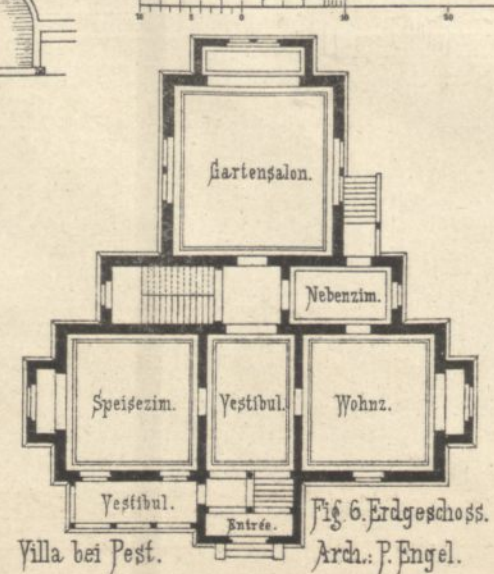 Gartensalon.
Nebenzim.
Speisezim.
Vestibul.
Wohnz.
Vestibul.
Entrée.
Fig. 6. Erdgeschoss.
Villa bei Pest.
Arch.: P. Engel.